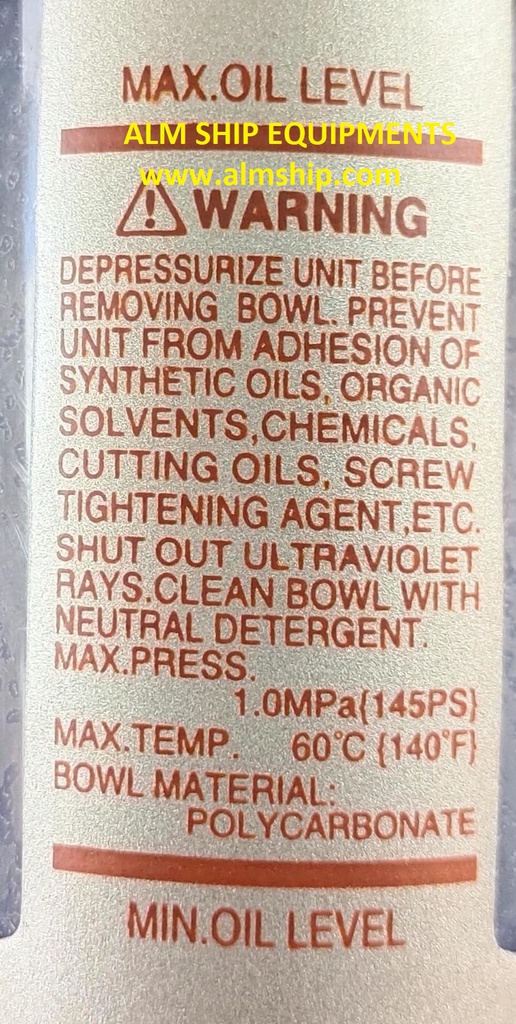 MAX.OIL LEVEL
ALM SHIP EQUIPMENTS
www.almship.com
WARNING
DEPRESSURIZE UNIT BEFORE
REMOVING BOWL. PREVENT
UNIT FROM ADHESION OF
SYNTHETIC OILS, ORGANIC
SOLVENTS,CHEMICALS,
CUTTING OILS, SCREW
TIGHTENING AGENT,ETC.
SHUT OUT ULTRAVIOLET
RAYS.CLEAN BOWL WITH
NEUTRAL DETERGENT.
MAX.PRESS.
1.0MPa{145PS}
MAX.TEMP. 60°C {140°F}
BOWL MATERIAL:
POLYCARBONATE
MIN.OIL LEVEL